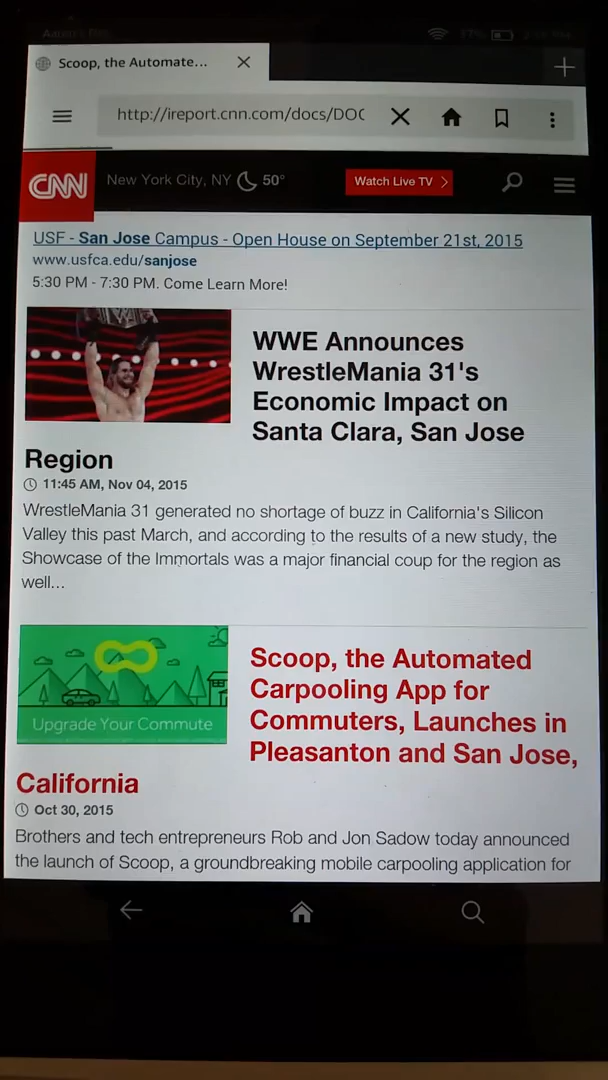 Scoop, the Automate...
http://ireport.cnn.com/docs/DOC
CNN New York City, NY 50° Watch Live TV
USF - San Jose Campus - Open House on September 21st, 2015
www.usfca.edu/sanjose
5:30 PM - 7:30 PM. Come Learn More!
WWE Announces
WrestleMania 31's
Economic Impact on
Santa Clara, San Jose
Region
11:45 AM, Nov 04, 2015
WrestleMania 31 generated no shortage of buzz in California's Silicon
Valley this past March, and according to the results of a new study, the
Showcase of the Immortals was a major financial coup for the region as
well...
Upgrade Your Commute
Scoop, the Automated
Carpooling App for
Commuters, Launches in
Pleasanton and San Jose,
California
Oct 30, 2015
Brothers and tech entrepreneurs Rob and Jon Sadow today announced
the launch of Scoop, a groundbreaking mobile carpooling application for